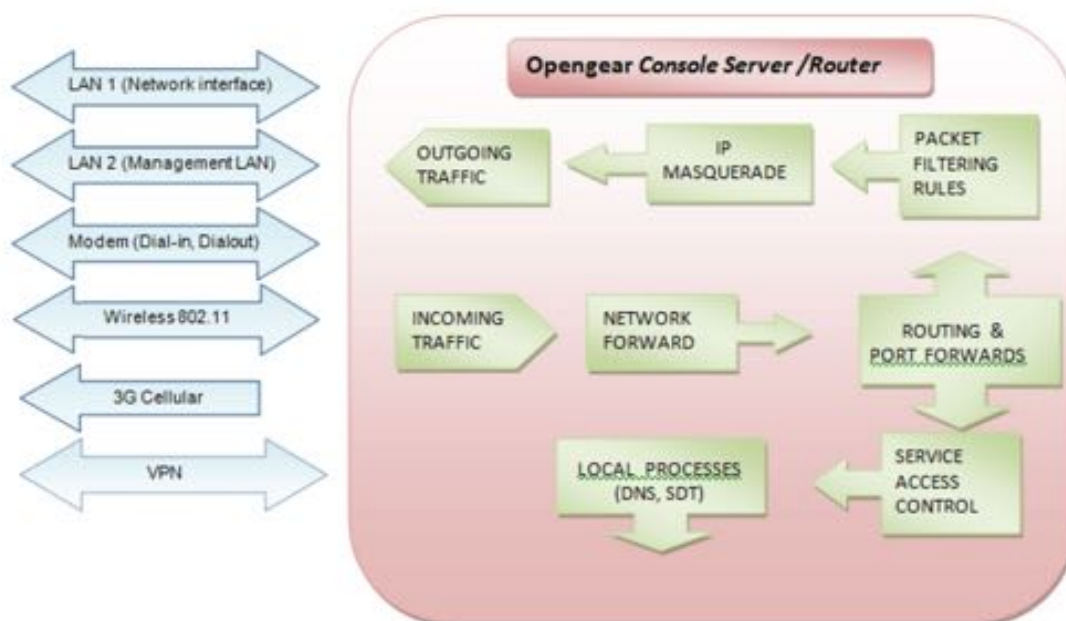 LAN 1 (Network interface)
LAN 2 (Management LAN)
Modem (Dial-in, Dialout)
Wireless 802.11
3G Cellular
VPN
Opengear Console Server /Router
OUTGOING
TRAFFIC
IP
MASQUERADE
PACKET
FILTERING
RULES
INCOMING
TRAFFIC
NETWORK
FORWARD
ROUTING &
PORT FORWARDS
LOCAL PROCESSES
(DNS, SDT)
SERVICE
ACCESS
CONTROL